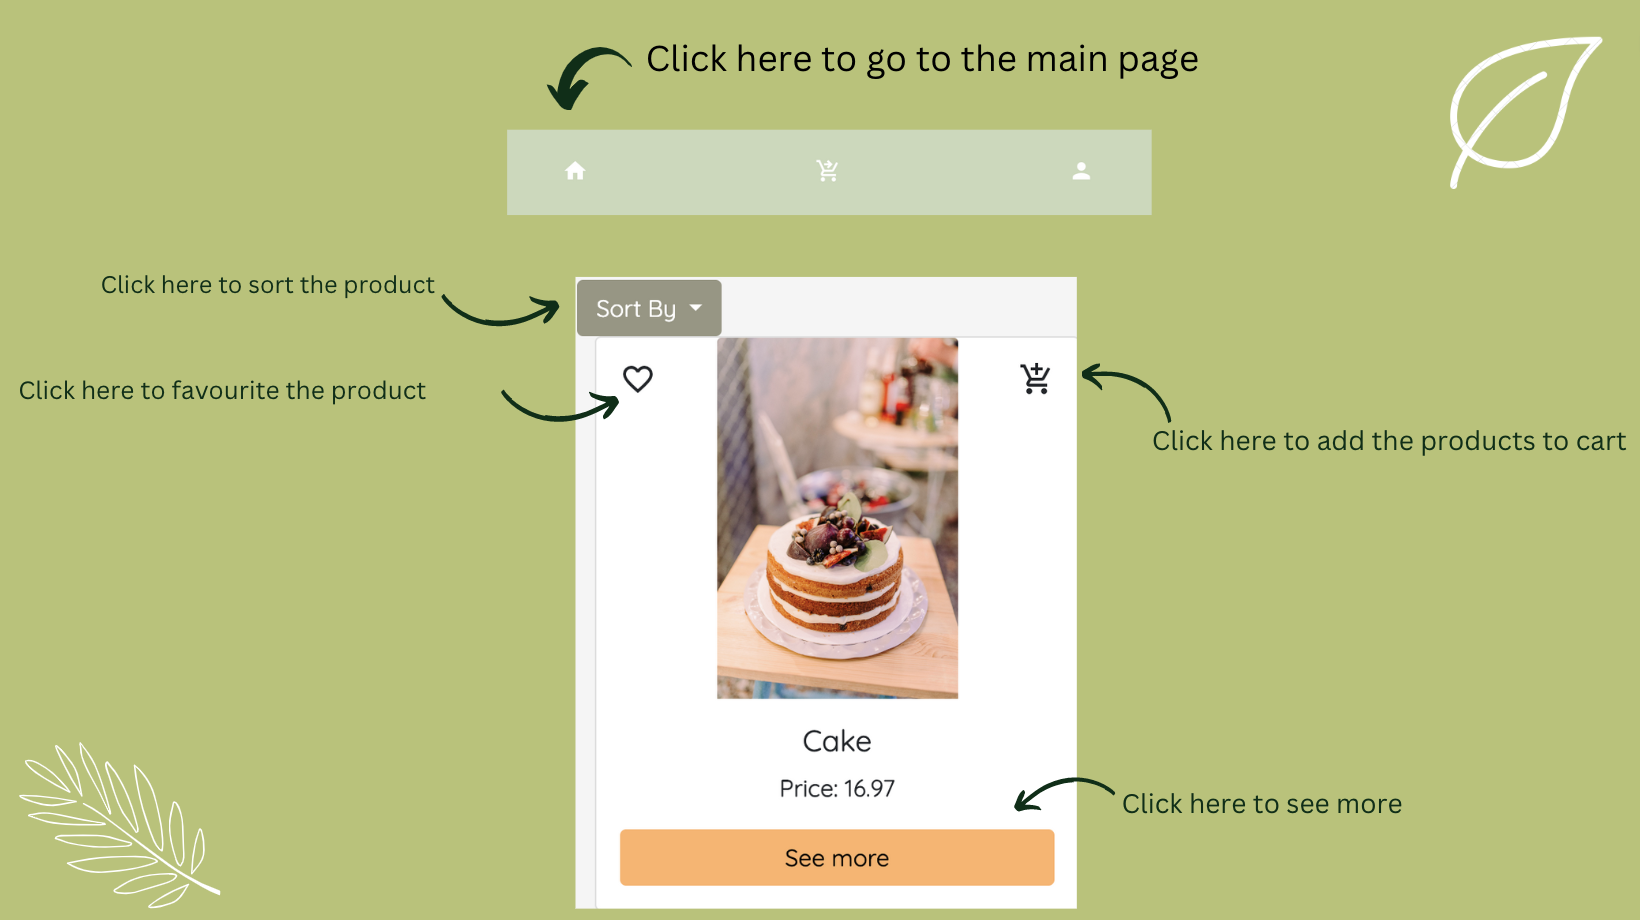 Click here to go to the main page
Click here to sort the product
Sort By
Click here to favourite the product
Click here to add the products to cart
Cake
Price: 16.97
Click here to see more
See more